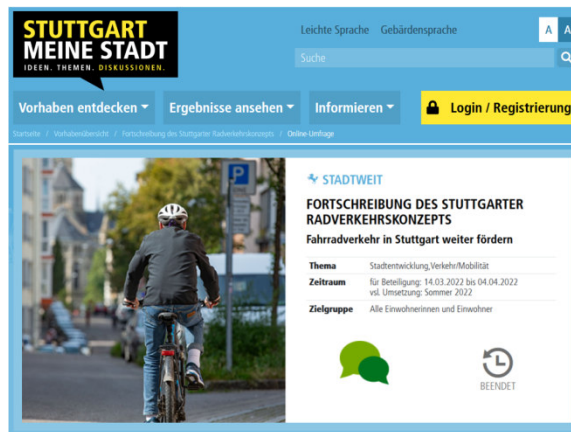 STUTTGART
MEINE STADT
IDEEN. THEMEN. DISKUSSIONEN.
Leichte Sprache Gebärdensprache
A A
Suche
Vorhaben entdecken Ergebnisse ansehen Informieren Login / Registrierung
Startseite / Vorhabenübersicht / Fortschreibung des Stuttgarter Radverkehrskonzepts / Online-Umfrage
P
ZONE
STADTWEIT
FORTSCHREIBUNG DES STUTTGARTER
RADVERKEHRSKONZEPTS
Fahrradverkehr in Stuttgart weiter fördern
Thema Stadtentwicklung,Verkehr/Mobilität
Zeitraum für Beteiligung: 14.03.2022 bis 04.04.2022
vsl. Umsetzung: Sommer 2022
Zielgruppe Alle Einwohnerinnen und Einwohner
BEENDET